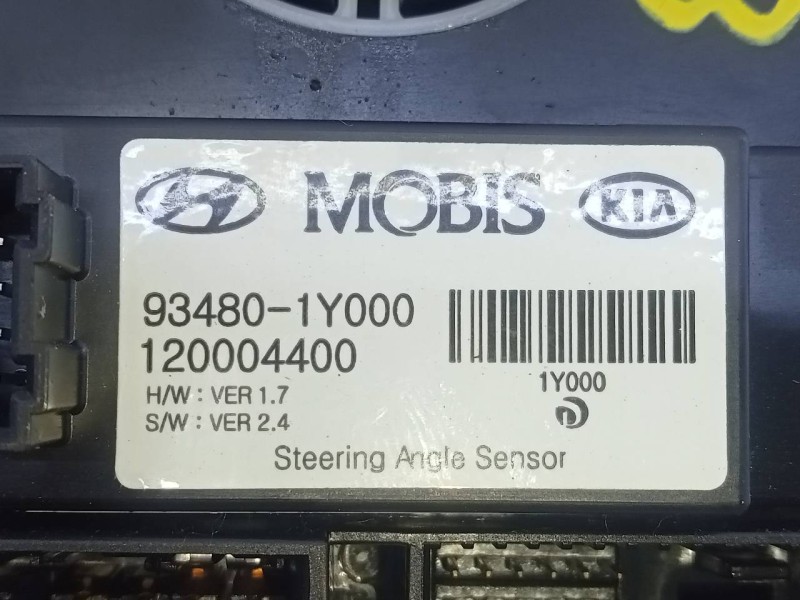 MOBIS KIA
93480-1Y000
120004400
1Y000
H/W : VER 1.7
S/W : VER 2.4
Steering Angle Sensor